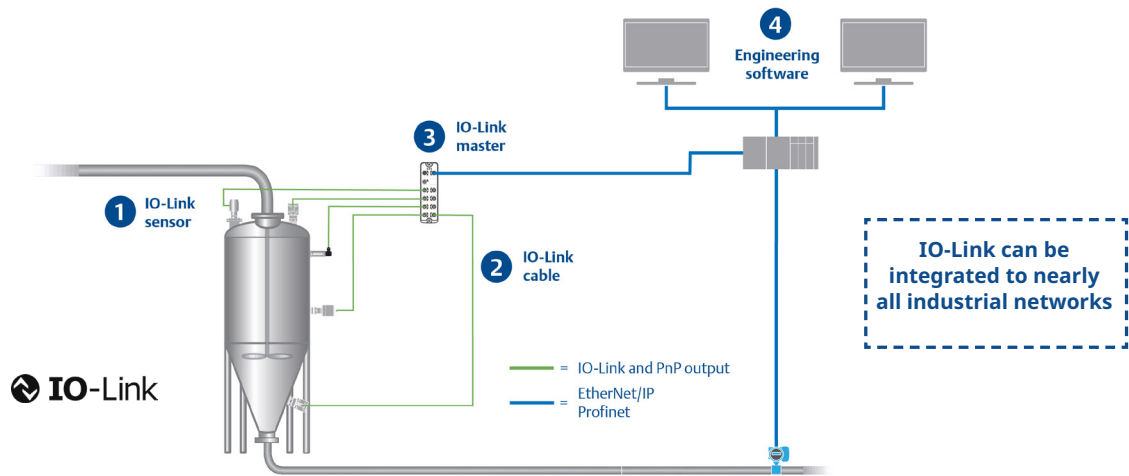 4
Engineering
software
3
IO-Link
master
1
IO-Link
sensor
2
IO-Link
cable
IO-Link can be
integrated to nearly
all industrial networks
= IO-Link and PnP output
= EtherNet/IP
Profinet
IO-Link